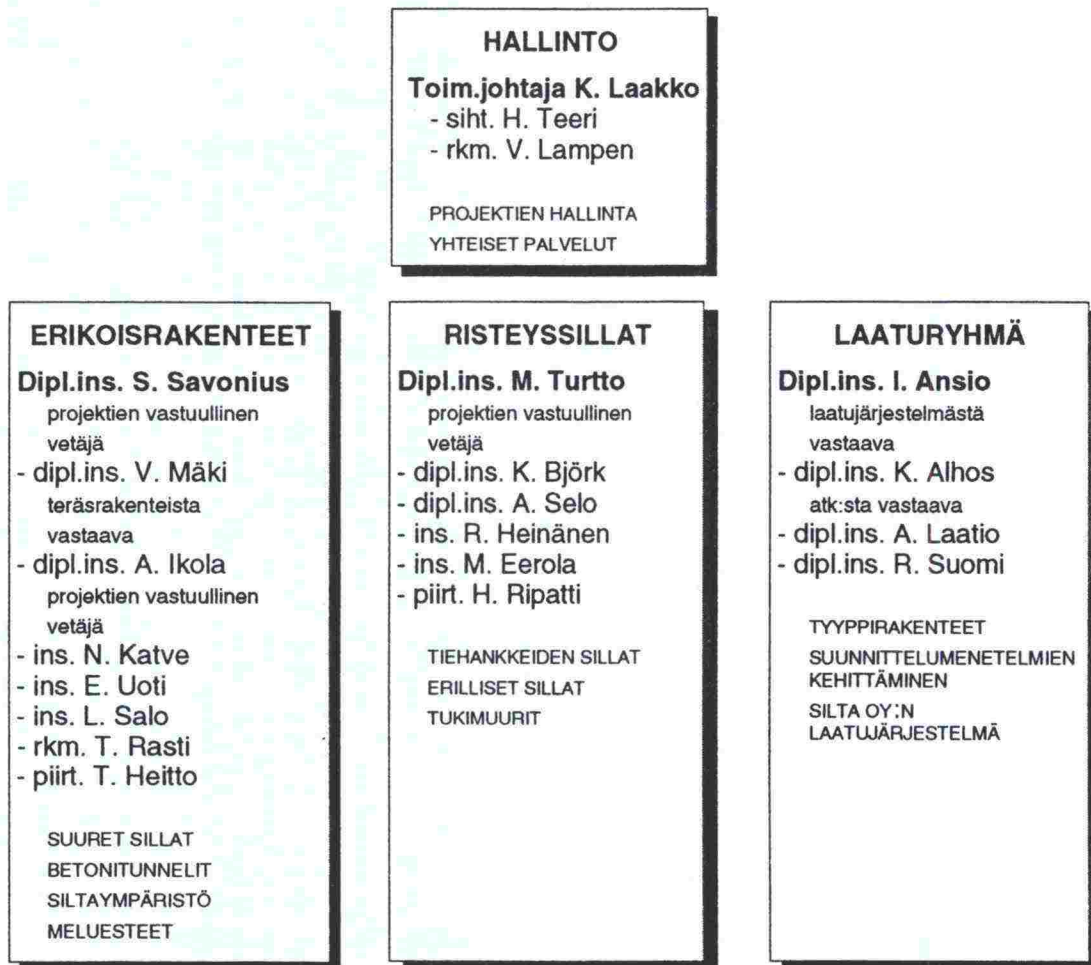 HALLINTO
Toim.johtaja K. Laakko
- siht. H. Teeri
- rkm. V. Lampen
PROJEKTIEN HALLINTA
YHTEISET PALVELUT
ERIKOISRAKENTEET
Dipl.ins. S. Savonius
projektien vastuullinen
vetäjä
- dipl.ins. V. Mäki
teräsrakenteista
vastaava
- dipl.ins. A. Ikola
projektien vastuullinen
vetäjä
- ins. N. Katve
- ins. E. Uoti
- ins. L. Salo
- rkm. T. Rasti
- piirt. T. Heitto
SUURET SILLAT
BETONITUNNELIT
SILTAYMPÄRISTÖ
MELUESTEET
RISTEYSSILLAT
Dipl.ins. M. Turtto
projektien vastuullinen
vetäjä
- dipl.ins. K. Björk
- dipl.ins. A. Selo
- ins. R. Heinänen
- ins. M. Eerola
- piirt. H. Ripatti
TIEHANKKEIDEN SILLAT
ERILLISET SILLAT
TUKIMUURIT
LAATURYHMÄ
Dipl.ins. I. Ansio
laatujärjestelmästä
vastaava
- dipl.ins. K. Alhos
atk:sta vastaava
- dipl.ins. A. Laatio
- dipl.ins. R. Suomi
TYYPPIRAKENTEET
SUUNNITTELUMENETELMIEN
KEHITTÄMINEN
SILTA OY:N
LAATUJÄRJESTELMÄ